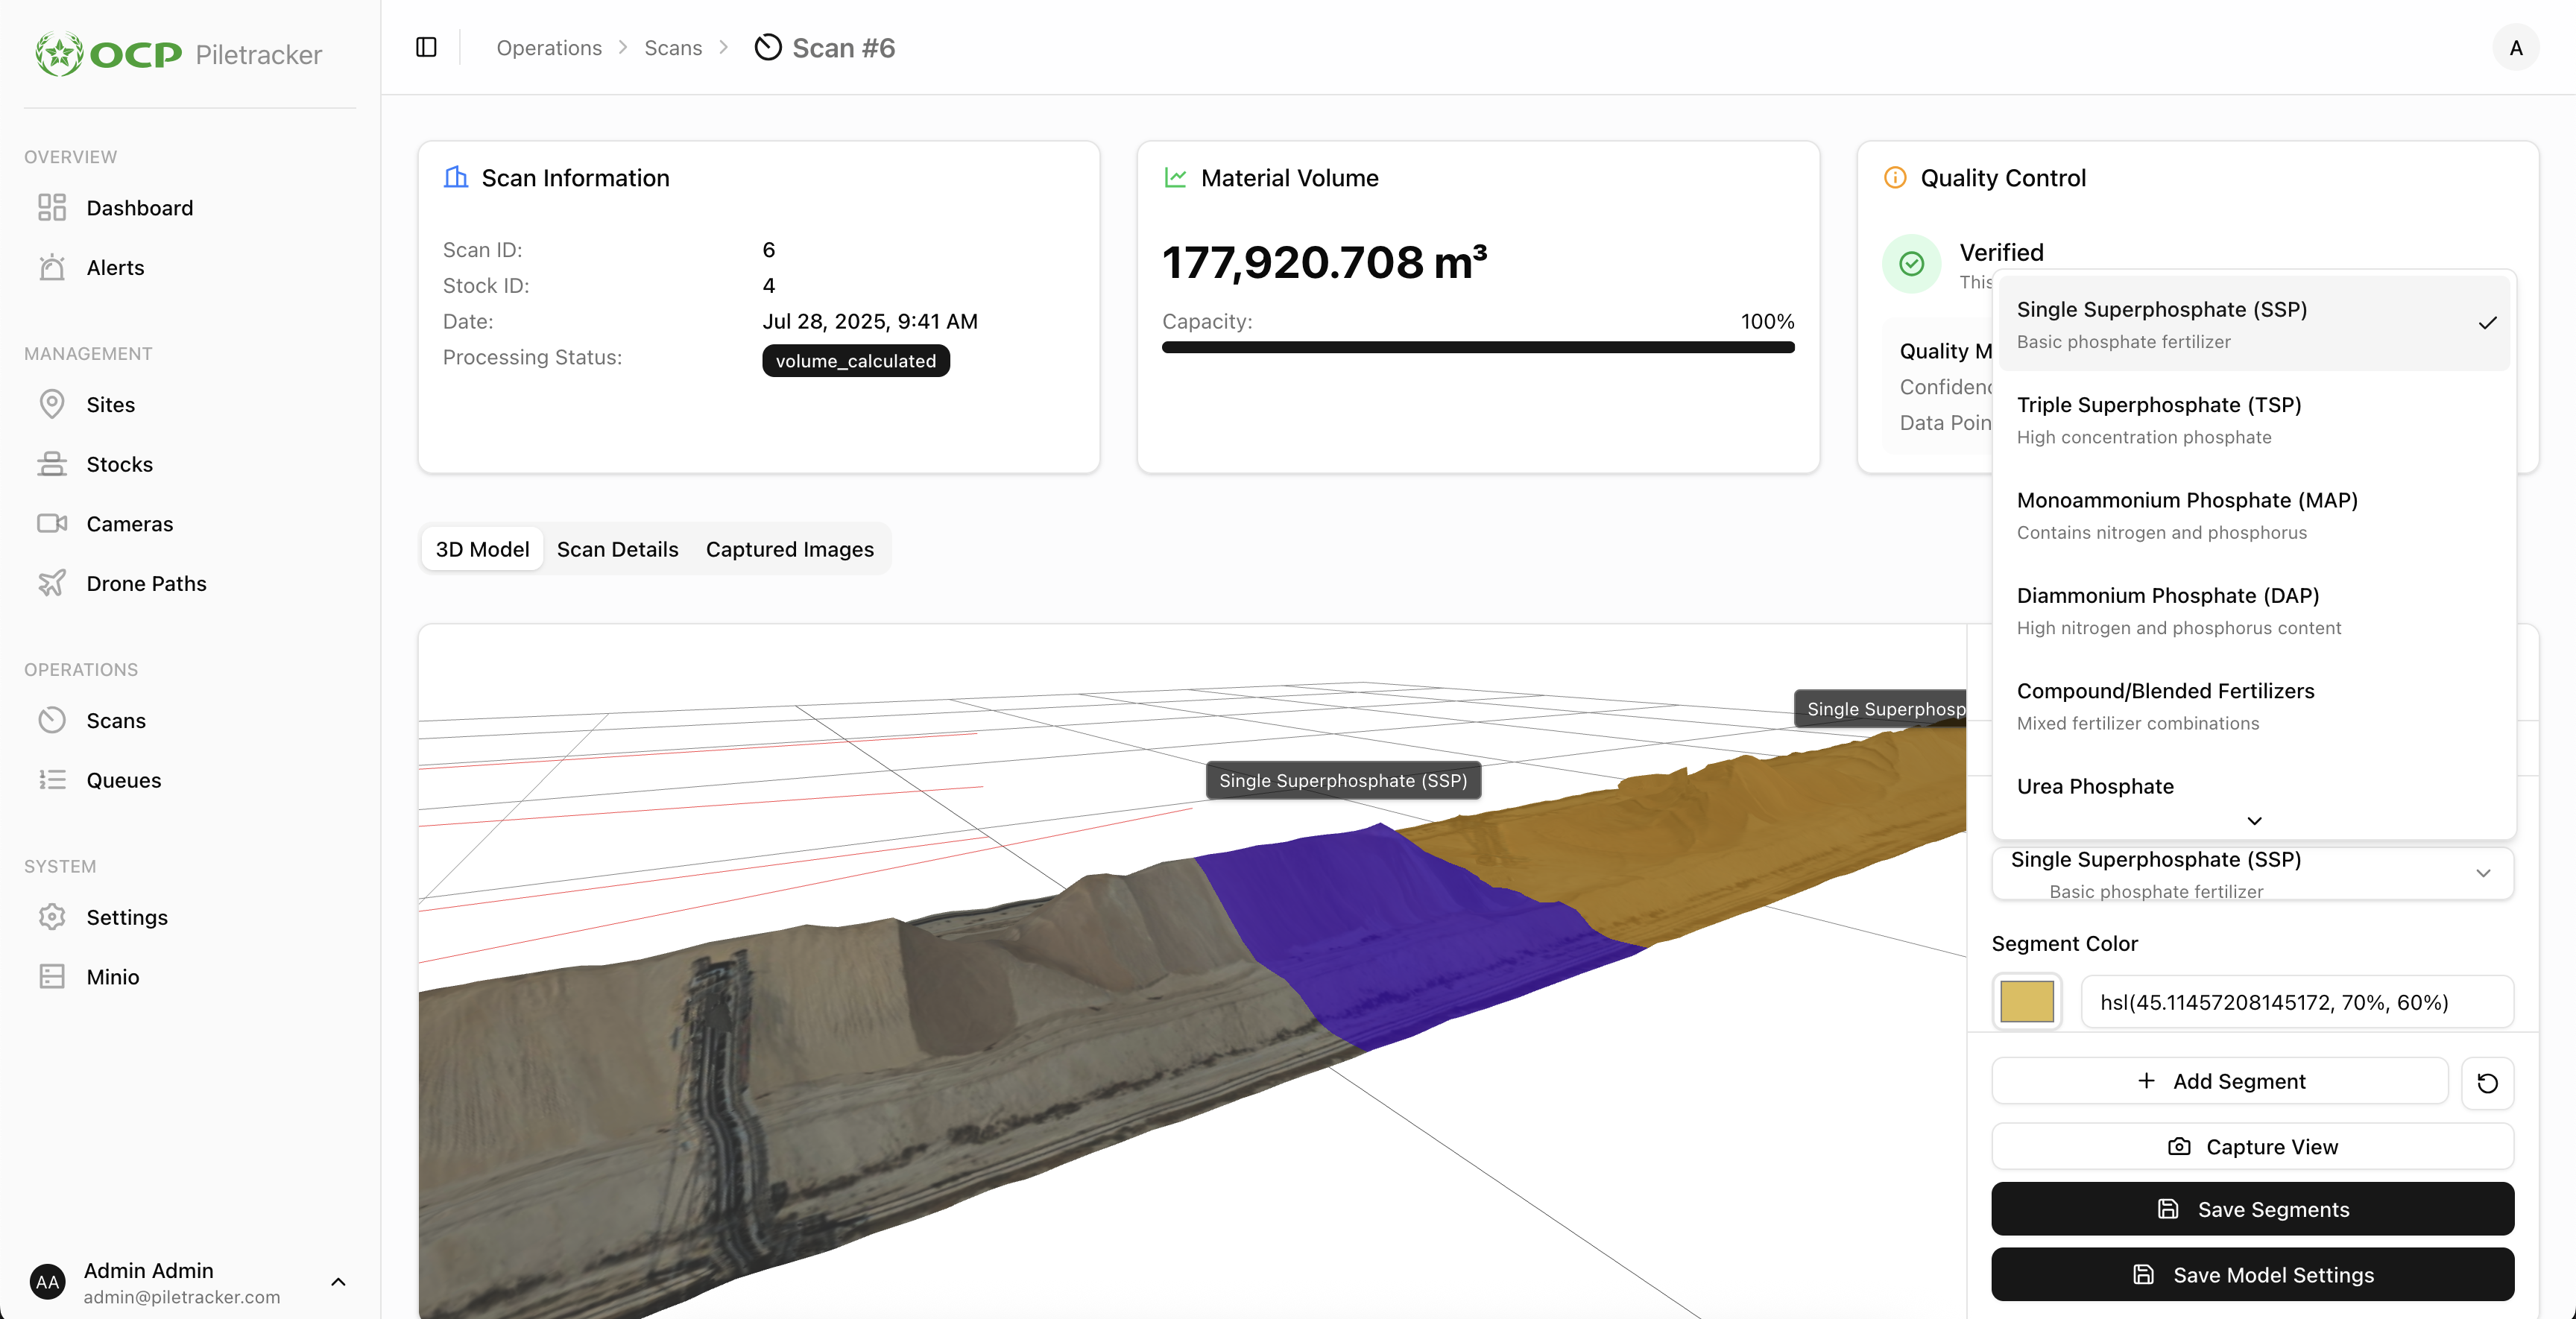 OCP Piletracker
OVERVIEW
Dashboard
Alerts
MANAGEMENT
Sites
Stocks
Cameras
Drone Paths
OPERATIONS
Scans
Queues
SYSTEM
Settings
Minio
AA
Admin Admin
admin@piletracker.com
Operations
Scans
Scan #6
A
Scan Information
Scan ID: 6
Stock ID: 4
Date: Jul 28, 2025, 9:41 AM
Processing Status: volume_calculated
Material Volume
177,920.708 m³
Capacity: 100%
Quality Control
Verified
This
Quality M
Confidenc
Data Poin
Single Superphosphate (SSP)
Basic phosphate fertilizer
Triple Superphosphate (TSP)
High concentration phosphate
Monoammonium Phosphate (MAP)
Contains nitrogen and phosphorus
Diammonium Phosphate (DAP)
High nitrogen and phosphorus content
Compound/Blended Fertilizers
Mixed fertilizer combinations
Urea Phosphate
3D Model
Scan Details
Captured Images
Single Superphosp
Single Superphosphate (SSP)
Single Superphosphate (SSP)
Basic phosphate fertilizer
Segment Color
hsl(45.11457208145172, 70%, 60%)
Add Segment
Capture View
Save Segments
Save Model Settings